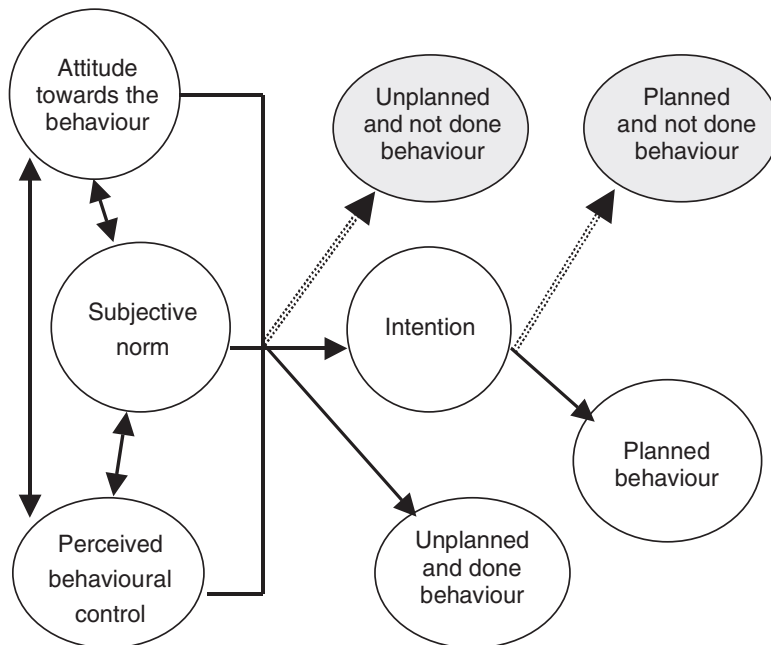 Attitude
towards the
behaviour
Unplanned
and not done
behaviour
Planned
and not done
behaviour
Subjective
norm
Intention
Planned
behaviour
Perceived
behavioural
control
Unplanned
and done
behaviour